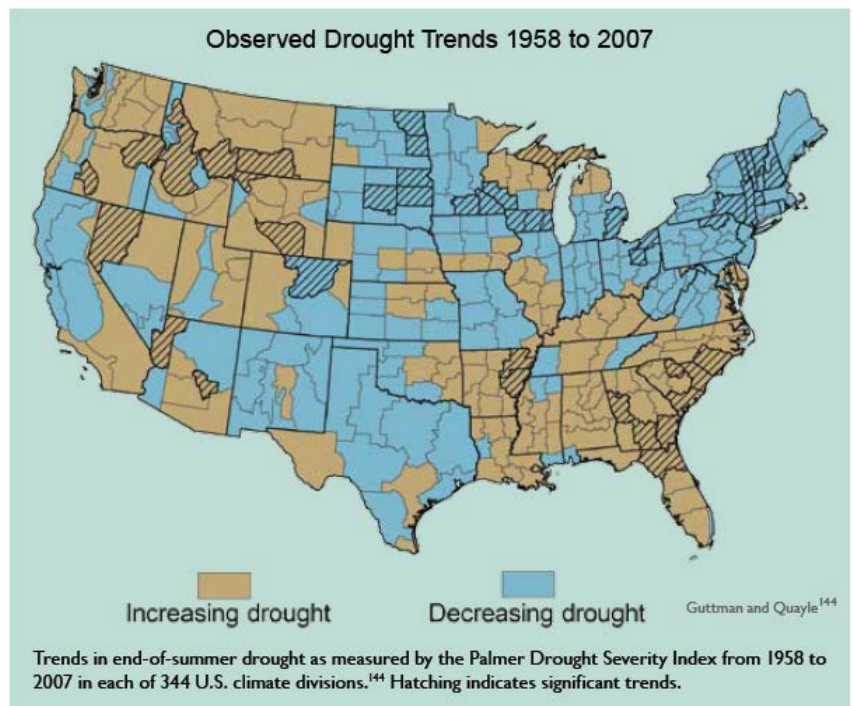 Observed Drought Trends 1958 to 2007
Increasing drought
Decreasing drought
Guttman and Quayle144
Trends in end-of-summer drought as measured by the Palmer Drought Severity Index from 1958 to
2007 in each of 344 U.S. climate divisions.144 Hatching indicates significant trends.